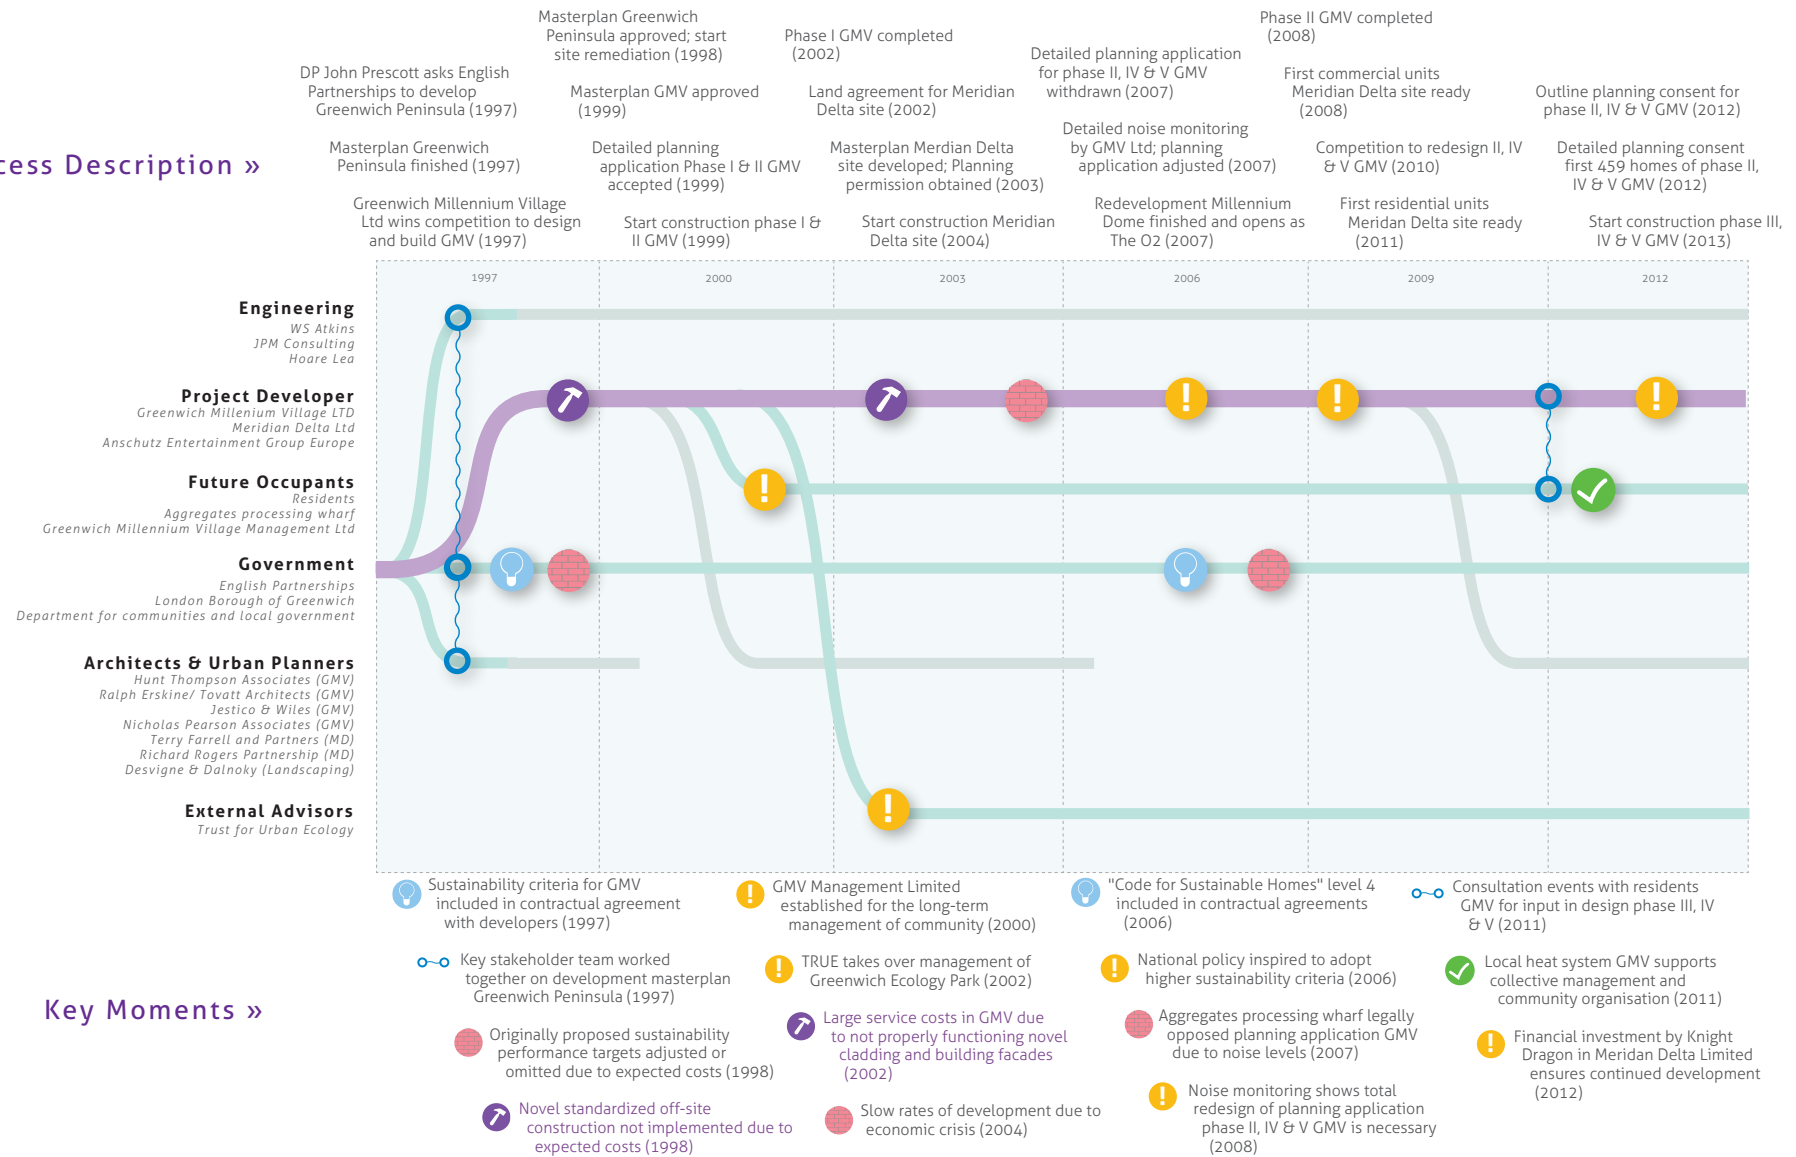 Masterplan Greenwich
Peninsula approved; start
site remediation (1998)
Phase I GMV completed
(2002)
Phase II GMV completed
(2008)
Detailed planning application
for phase II, IV & V GMV
withdrawn (2007)
DP John Prescott asks English
Partnerships to develop
Greenwich Peninsula (1997)
Masterplan GMV approved
(1999)
Land agreement for Meridian
Delta site (2002)
First commercial units
Meridan Delta site ready
(2008)
Outline planning consent for
phase II, IV & V GMV (2012)
cess Description »
Masterplan Greenwich
Peninsula finished (1997)
Detailed planning
application Phase I & II GMV
accepted (1999)
Masterplan Merdian Delta
site developed; Planning
permission obtained (2003)
Detailed noise monitoring
by GMV Ltd; planning
application adjusted (2007)
Competition to redesign II, IV
& V GMV (2010)
Detailed planning consent
first 459 homes of phase II,
IV & V GMV (2012)
Greenwich Millennium Village
Ltd wins competition to design
and build GMV (1997)
Start construction phase I &
II GMV (1999)
Start construction Meridan
Delta site (2004)
Redevelopment Millennium
Dome finished and opens as
The O2 (2007)
First residential units
Meridan Delta site ready
(2011)
Start construction phase III,
IV & V GMV (2013)
1997
2000
2003
2006
2009
2012
Engineering
WS Atkins
JPM Consulting
Hoare Lea
Project Developer
Greenwich Millenium Village LTD
Meridian Delta Ltd
Anschutz Entertainment Group Europe
Future Occupants
Residents
Aggregates processing wharf
Greenwich Millennium Village Management Ltd
Government
English Partnerships
London Borough of Greenwich
Department for communities and local government
Architects & Urban Planners
Hunt Thompson Associates (GMV)
Ralph Erskine/ Tovatt Architects (GMV)
Jestico & Wiles (GMV)
Nicholas Pearson Associates (GMV)
Terry Farrell and Partners (MD)
Richard Rogers Partnership (MD)
Desvigne & Dalnoky (Landscaping)
External Advisors
Trust for Urban Ecology
Key Moments »
Sustainability criteria for GMV
included in contractual agreement
with developers (1997)
Key stakeholder team worked
together on development masterplan
Greenwich Peninsula (1997)
Originally proposed sustainability
performance targets adjusted or
omitted due to expected costs (1998)
Novel standardized off-site
construction not implemented due to
expected costs (1998)
GMV Management Limited
established for the long-term
management of community (2000)
TRUE takes over management of
Greenwich Ecology Park (2002)
Large service costs in GMV due
to not properly functioning novel
cladding and building facades
(2002)
Slow rates of development due to
economic crisis (2004)
"Code for Sustainable Homes" level 4
included in contractual agreements
(2006)
National policy inspired to adopt
higher sustainability criteria (2006)
Aggregates processing wharf legally
opposed planning application GMV
due to noise levels (2007)
Noise monitoring shows total
redesign of planning application
phase II, IV & V GMV is necessary
(2008)
Consultation events with residents
GMV for input in design phase III, IV
& V (2011)
Local heat system GMV supports
collective management and
community organisation (2011)
Financial investment by Knight
Dragon in Meridan Delta Limited
ensures continued development
(2012)